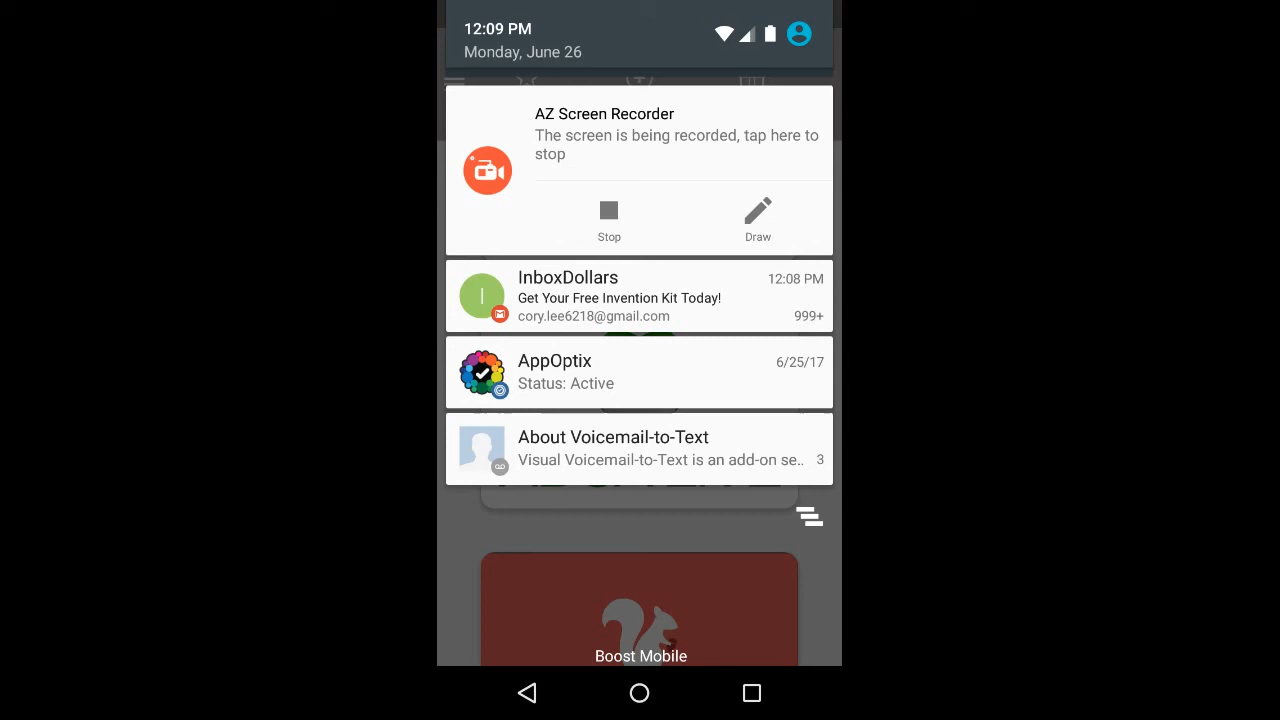 12:09 PM
Monday, June 26
AZ Screen Recorder
The screen is being recorded, tap here to
stop
Stop
Draw
I
InboxDollars
12:08 PM
Get Your Free Invention Kit Today!
cory.lee6218@gmail.com
999+
AppOptix
6/25/17
Status: Active
About Voicemail-to-Text
Visual Voicemail-to-Text is an add-on se..
3
Boost Mobile